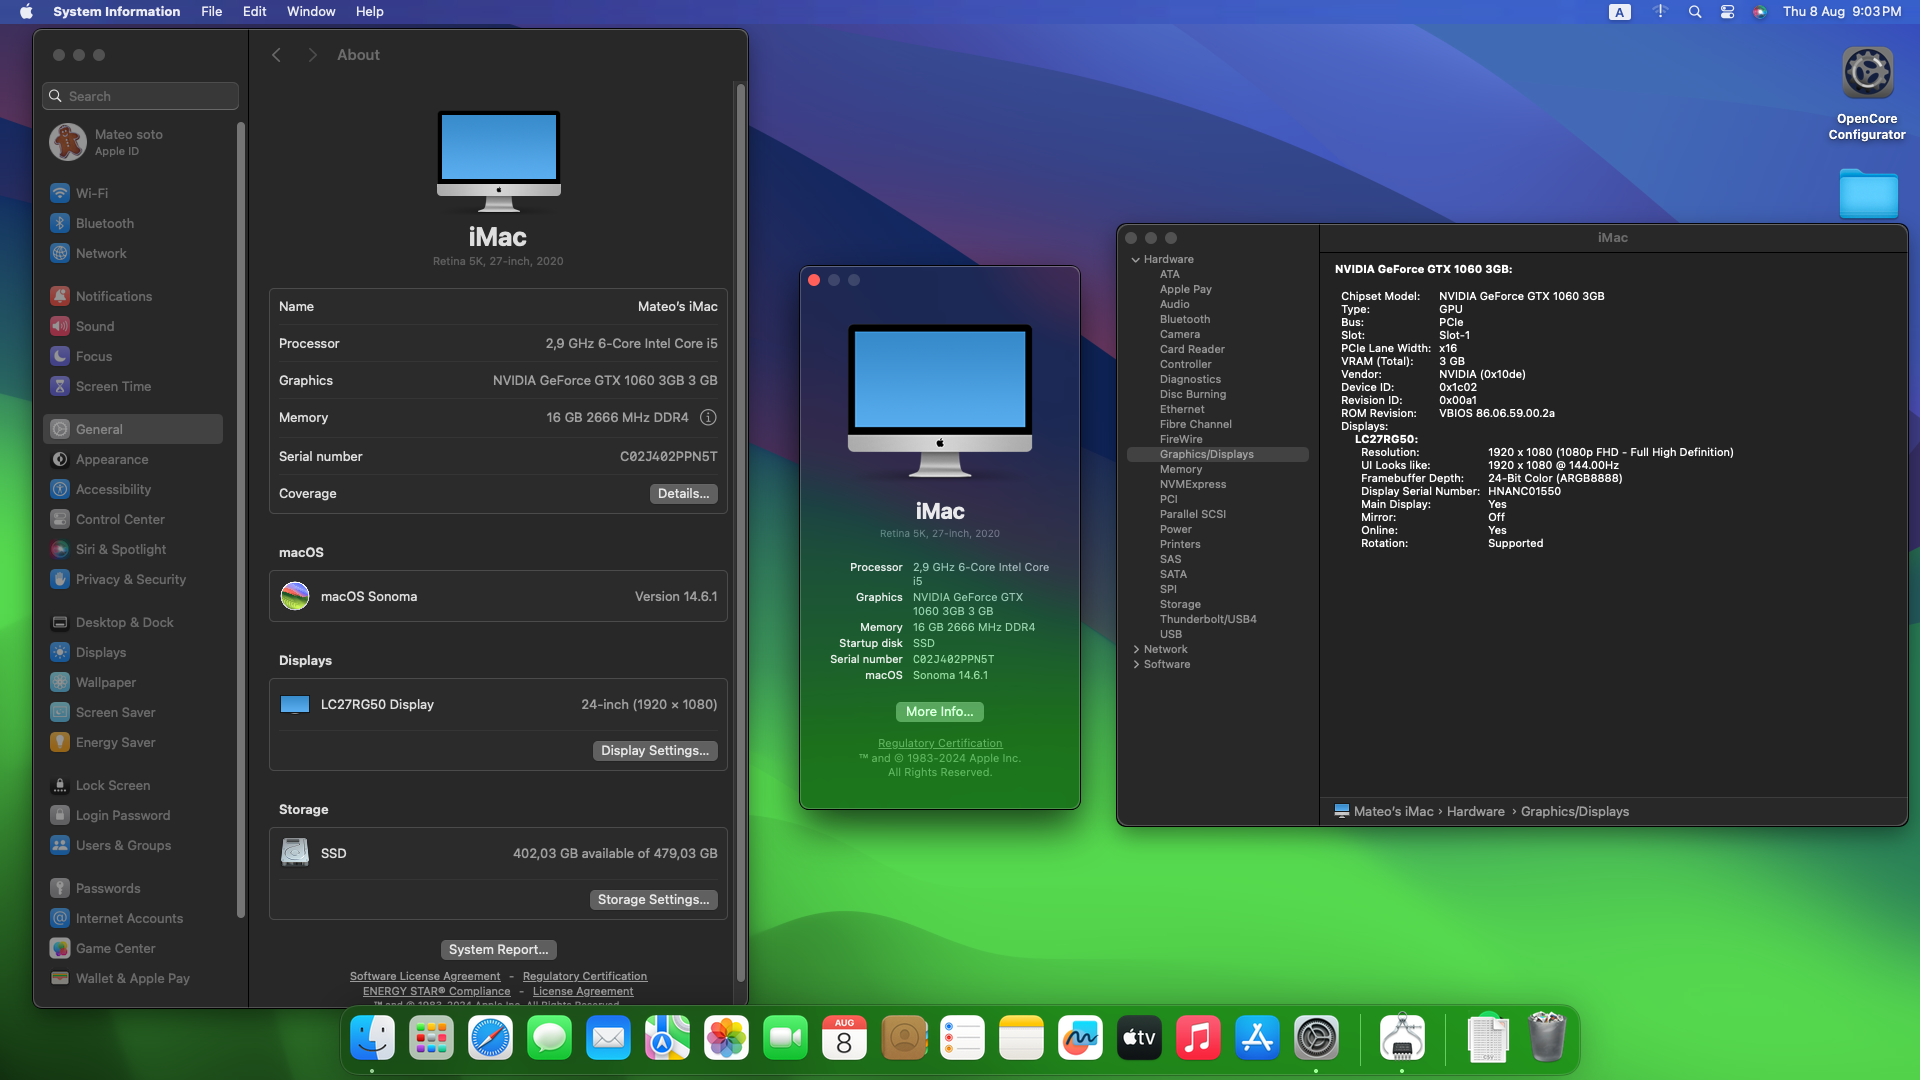 System Information File Edit Window Help
A Thu 8 Aug 9:03 PM
About
Search
Mateo soto
Apple ID
Wi-Fi
Bluetooth
Network
Notifications
Sound
Focus
Screen Time
General
Appearance
Accessibility
Control Center
Siri & Spotlight
Privacy & Security
Desktop & Dock
Displays
Wallpaper
Screen Saver
Energy Saver
Lock Screen
Login Password
Users & Groups
Passwords
Internet Accounts
Game Center
Wallet & Apple Pay
iMac
Retina 5K, 27-inch, 2020
Name Mateo's iMac
Processor 2,9 GHz 6-Core Intel Core i5
Graphics NVIDIA GeForce GTX 1060 3GB 3 GB
Memory 16 GB 2666 MHz DDR4
Serial number C02J402PPN5T
Coverage Details...
macOS
macOS Sonoma Version 14.6.1
Displays
LC27RG50 Display 24-inch (1920 × 1080)
Display Settings...
Storage
SSD 402,03 GB available of 479,03 GB
Storage Settings...
System Report...
Software License Agreement - Regulatory Certification
ENERGY STAR® Compliance - License Agreement
™ and © 1983-2024 Apple Inc. All Rights Reserved.
iMac
Retina 5K, 27-inch, 2020
Processor 2,9 GHz 6-Core Intel Core
i5
Graphics NVIDIA GeForce GTX
1060 3GB 3 GB
Memory 16 GB 2666 MHz DDR4
Startup disk SSD
Serial number C02J402PPN5T
macOS Sonoma 14.6.1
More Info...
Regulatory Certification
™ and © 1983-2024 Apple Inc.
All Rights Reserved.
OpenCore
Configurator
iMac
Hardware
ATA
Apple Pay
Audio
Bluetooth
Camera
Card Reader
Controller
Diagnostics
Disc Burning
Ethernet
Fibre Channel
FireWire
Graphics/Displays
Memory
NVMExpress
PCI
Parallel SCSI
Power
Printers
SAS
SATA
SPI
Storage
Thunderbolt/USB4
USB
Network
Software
NVIDIA GeForce GTX 1060 3GB:
Chipset Model: NVIDIA GeForce GTX 1060 3GB
Type: GPU
Bus: PCIe
Slot: Slot-1
PCIe Lane Width: x16
VRAM (Total): 3 GB
Vendor: NVIDIA (0x10de)
Device ID: 0x1c02
Revision ID: 0x00a1
ROM Revision: VBIOS 86.06.59.00.2a
Displays:
LC27RG50:
Resolution: 1920 x 1080 (1080p FHD - Full High Definition)
UI Looks like: 1920 x 1080 @ 144.00Hz
Framebuffer Depth: 24-Bit Color (ARGB8888)
Display Serial Number: HNANC01550
Main Display: Yes
Mirror: Off
Online: Yes
Rotation: Supported
Mateo's iMac › Hardware › Graphics/Displays
AUG
8
tv
CSV